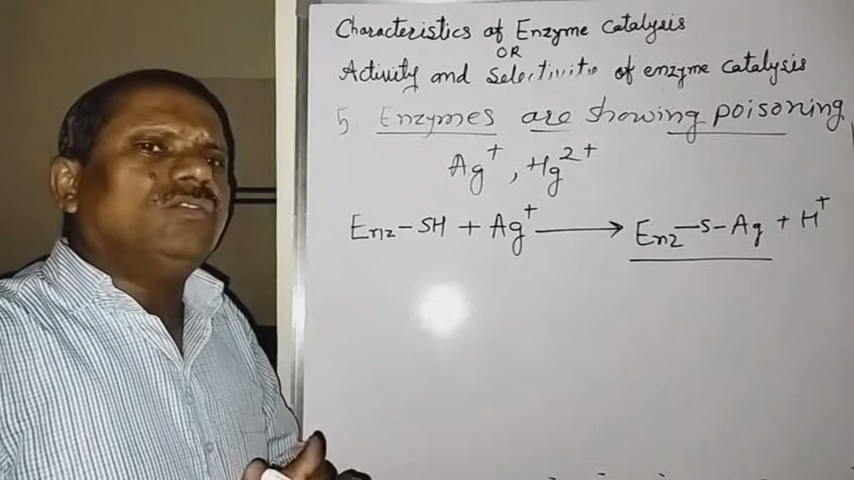 Characteristics of Enzyme catalysis
OR
Activity and Selectivity of enzyme catalysis
5. Enzymes are showing poisoning
Ag⁺, Hg²⁺
Enz-SH + Ag⁺ → Enz-S-Ag + H⁺